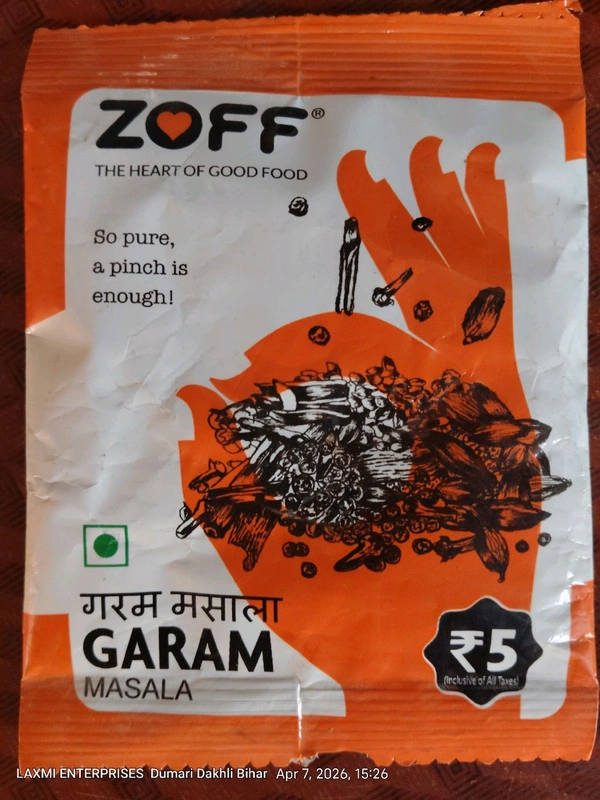 ZOFF®
THE HEART OF GOOD FOOD
So pure,
a pinch is
enough!
गरम मसाला
GARAM
MASALA
₹5
(Inclusive of All Taxes)
LAXMI ENTERPRISES Dumari Dakhli Bihar Apr 7, 2026, 15:26